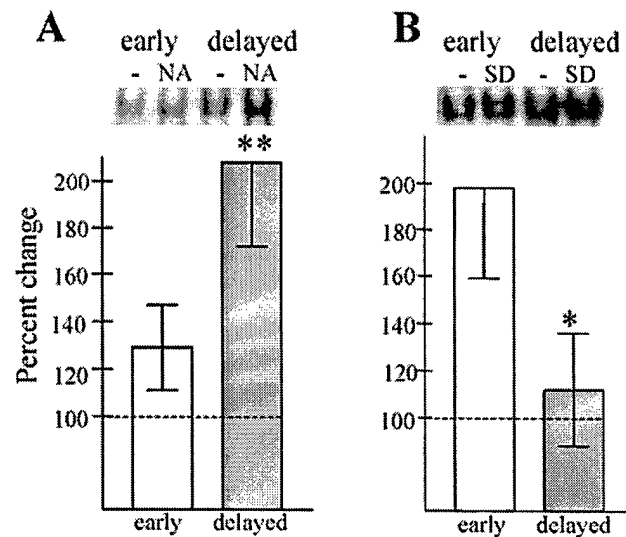 A
early delayed
- NA - NA
**
Percent change
200
180
160
140
120
100
early delayed
B
early delayed
- SD - SD
*
200
180
160
140
120
100
early delayed